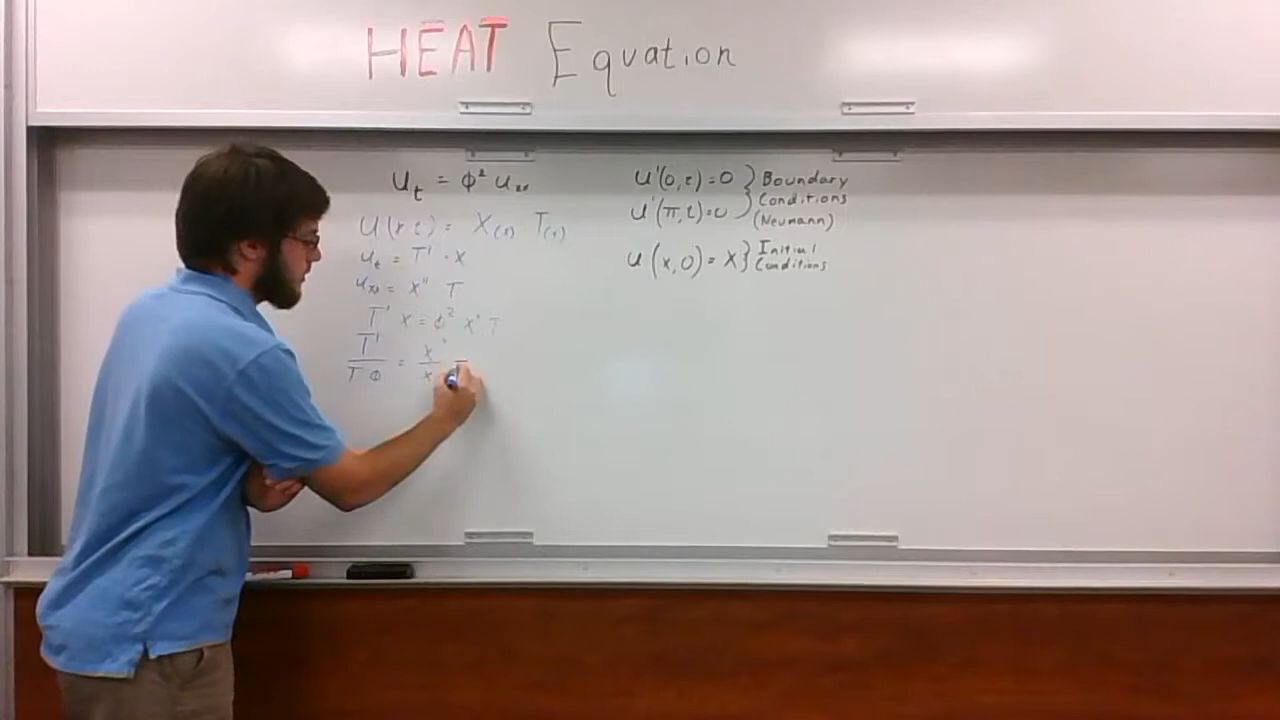 HEAT Equation
u_t = φ² u_xx
u(x t) = X(x) T(t)
u_t = T' · X
u_xx = X'' T
T' X = φ² X'' T
T'
T φ = X'
x
u'(0,t)=0 } Boundary
u'(π,t)=0 Conditions
(Neumann)
u(x,0) = X } Initial
Conditions